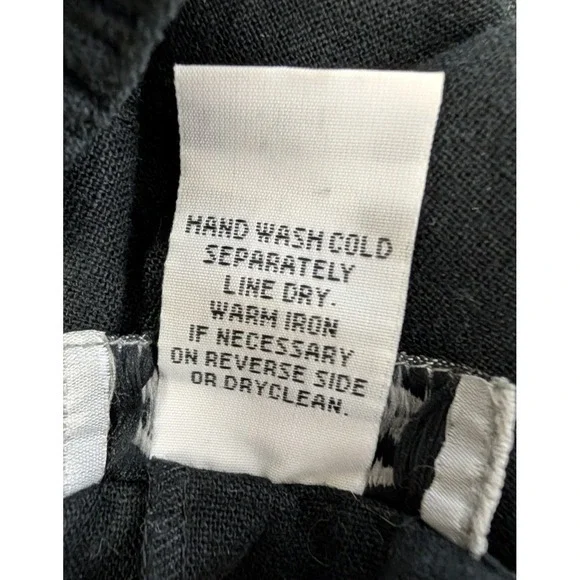 HAND WASH COLD
SEPARATELY
LINE DRY.
WARM IRON
IF NECESSARY
ON REVERSE SIDE
OR DRYCLEAN.